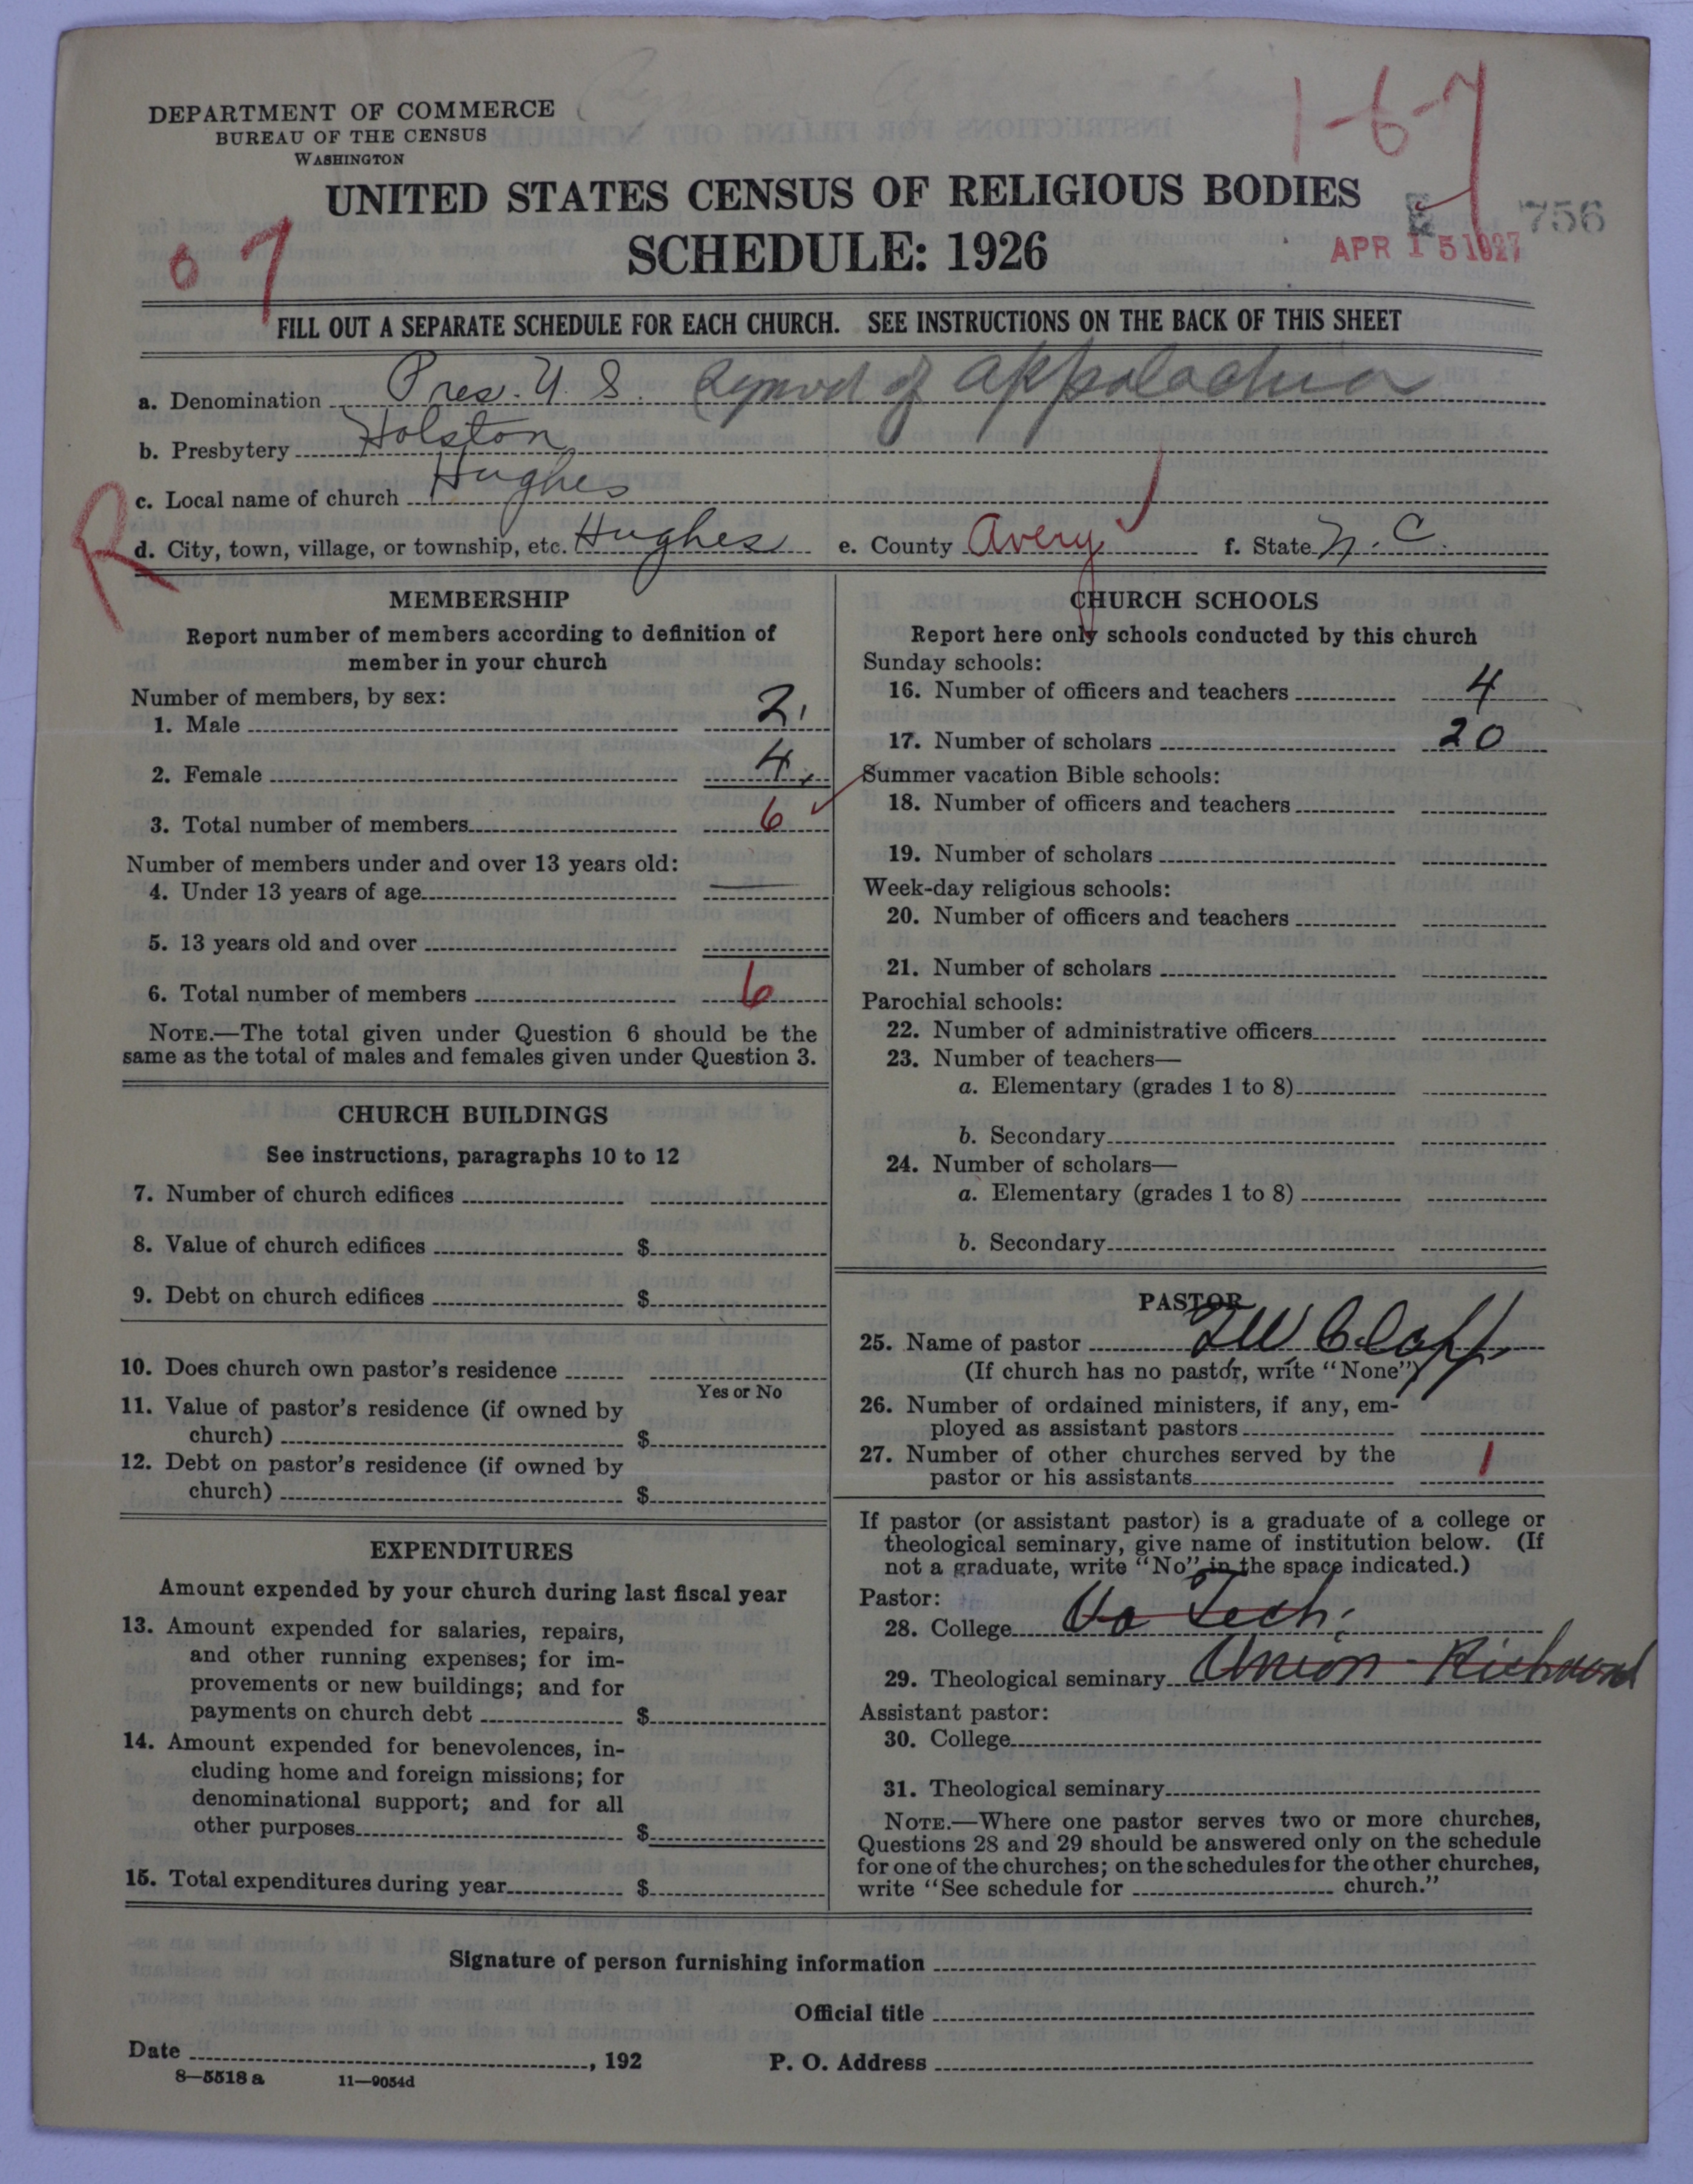 1-6-7
DEPARTMENT OF COMMERCE
BUREAU OF THE CENSUS
WASHINGTON
UNITED STATES CENSUS OF RELIGIOUS BODIES
SCHEDULE: 1926
756
APR 15 1927
07
FILL OUT A SEPARATE SCHEDULE FOR EACH CHURCH. SEE INSTRUCTIONS ON THE BACK OF THIS SHEET
a. Denomination Pres. U. S. Synod of Appalachia
b. Presbytery Holston
c. Local name of church Hughes
R
d. City, town, village, or township, etc. Hughes e. County Avery f. State N. C.
MEMBERSHIP
Report number of members according to definition of
member in your church
Number of members, by sex:
1. Male 2
2. Female 4
3. Total number of members 6
Number of members under and over 13 years old:
4. Under 13 years of age —
5. 13 years old and over
6. Total number of members 6
NOTE.—The total given under Question 6 should be the
same as the total of males and females given under Question 3.
CHURCH BUILDINGS
See instructions, paragraphs 10 to 12
7. Number of church edifices
8. Value of church edifices $
9. Debt on church edifices $
10. Does church own pastor's residence
Yes or No
11. Value of pastor's residence (if owned by
church) $
12. Debt on pastor's residence (if owned by
church) $
EXPENDITURES
Amount expended by your church during last fiscal year
13. Amount expended for salaries, repairs,
and other running expenses; for im-
provements or new buildings; and for
payments on church debt $
14. Amount expended for benevolences, in-
cluding home and foreign missions; for
denominational support; and for all
other purposes $
15. Total expenditures during year $
CHURCH SCHOOLS
Report here only schools conducted by this church
Sunday schools:
16. Number of officers and teachers 4
17. Number of scholars 20
Summer vacation Bible schools:
18. Number of officers and teachers
19. Number of scholars
Week-day religious schools:
20. Number of officers and teachers
21. Number of scholars
Parochial schools:
22. Number of administrative officers
23. Number of teachers—
a. Elementary (grades 1 to 8)
b. Secondary
24. Number of scholars—
a. Elementary (grades 1 to 8)
b. Secondary
PASTOR
25. Name of pastor Clapp
(If church has no pastor, write "None")
26. Number of ordained ministers, if any, em-
ployed as assistant pastors
27. Number of other churches served by the
pastor or his assistants 1
If pastor (or assistant pastor) is a graduate of a college or
theological seminary, give name of institution below. (If
not a graduate, write "No" in the space indicated.)
Pastor:
28. College Va Tech.
29. Theological seminary Union - Richmond
Assistant pastor:
30. College
31. Theological seminary
NOTE.—Where one pastor serves two or more churches,
Questions 28 and 29 should be answered only on the schedule
for one of the churches; on the schedules for the other churches,
write "See schedule for church."
Signature of person furnishing information
Official title
Date , 192 P. O. Address
8—5518 a 11—9054d